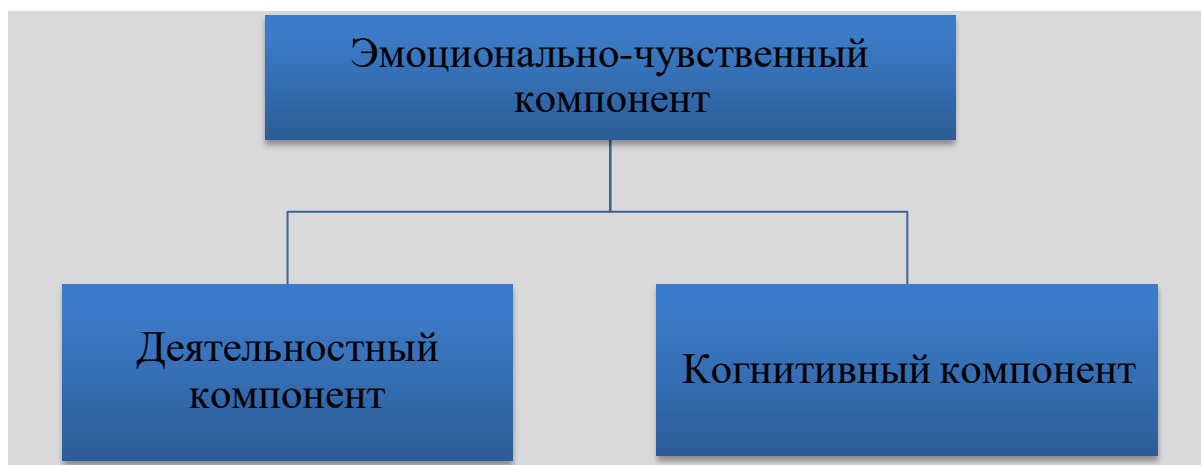 Эмоционально-чувственный
компонент
Деятельностный
компонент
Когнитивный компонент